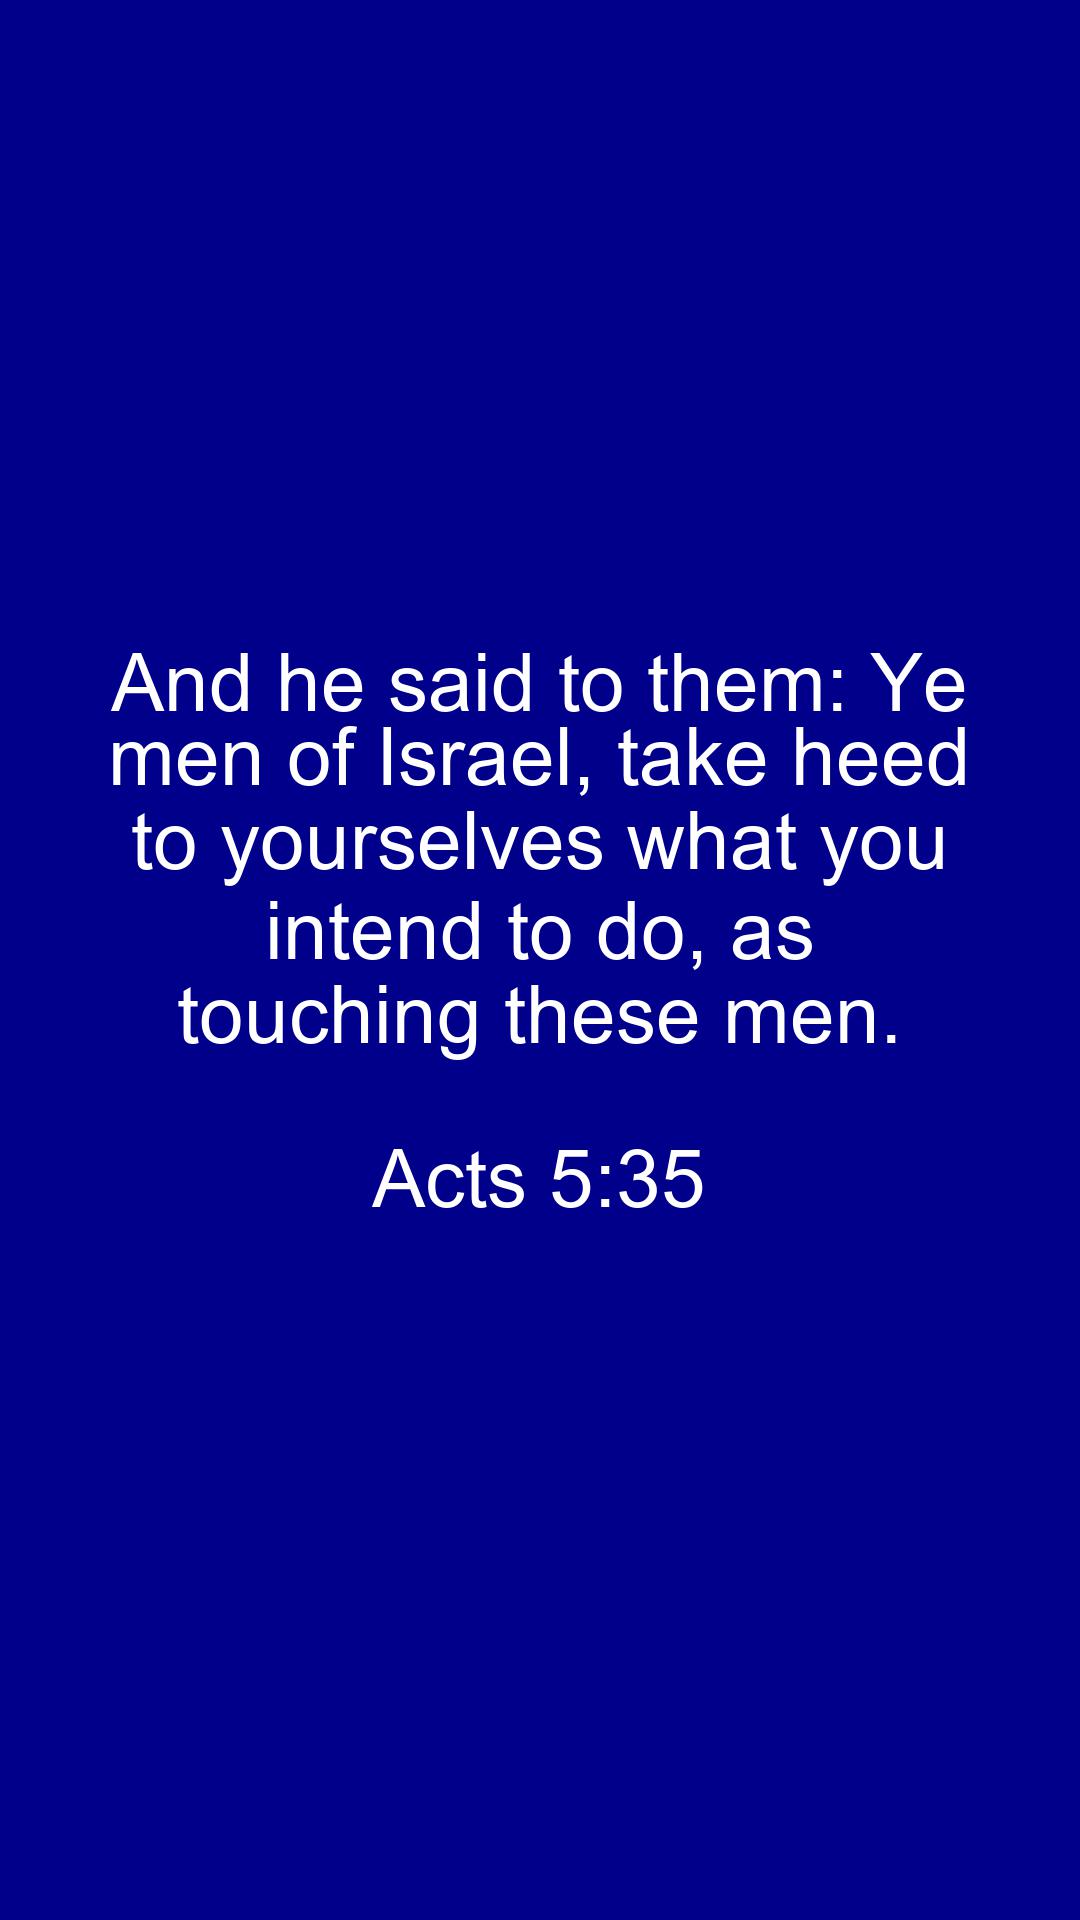 And he said to them: Ye
men of Israel, take heed
to yourselves what you
intend to do, as
touching these men.
Acts 5:35